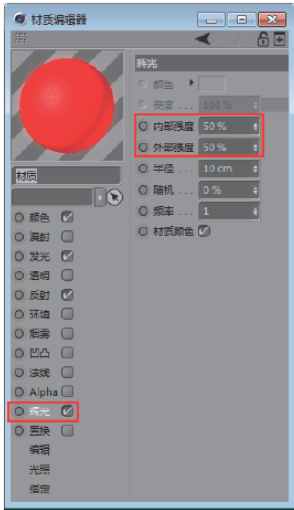 材质编辑器
辉光
颜色
亮度 . . . 100 %
内部强度 50 %
外部强度 50 %
半径 . . . 10 cm
随机 . . . 0 %
频率 . . . 1
材质颜色
材质
颜色
漫射
发光
透明
反射
环境
烟雾
凹凸
法线
Alpha
辉光
置换
编辑
光照
指定